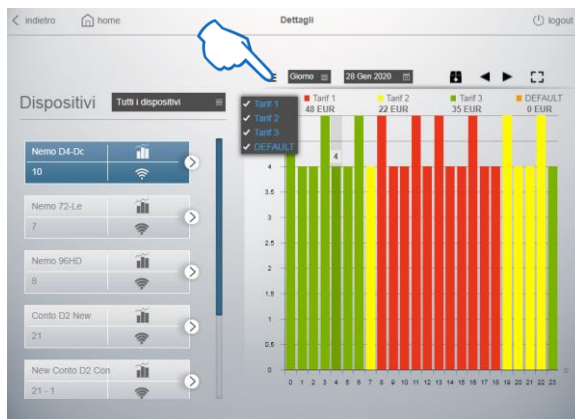 indietro home Dettagli logout
Giorno 28 Gen 2020
Dispositivi Tutti i dispositivi
Tarif 1
Tarif 2
Tarif 3
DEFAULT
Tarif 1 Tarif 2 Tarif 3 DEFAULT
48 EUR 22 EUR 35 EUR 0 EUR
Nemo D4-Dc
10
Nemo 72-Le
7
Nemo 96HD
8
Conto D2 New
21
New Conto D2 Con
21 - 1
4
4
3.5
3
2.5
2
1.5
1
0.5
0
0 1 2 3 4 5 6 7 8 9 10 11 12 13 14 15 16 17 18 19 20 21 22 23